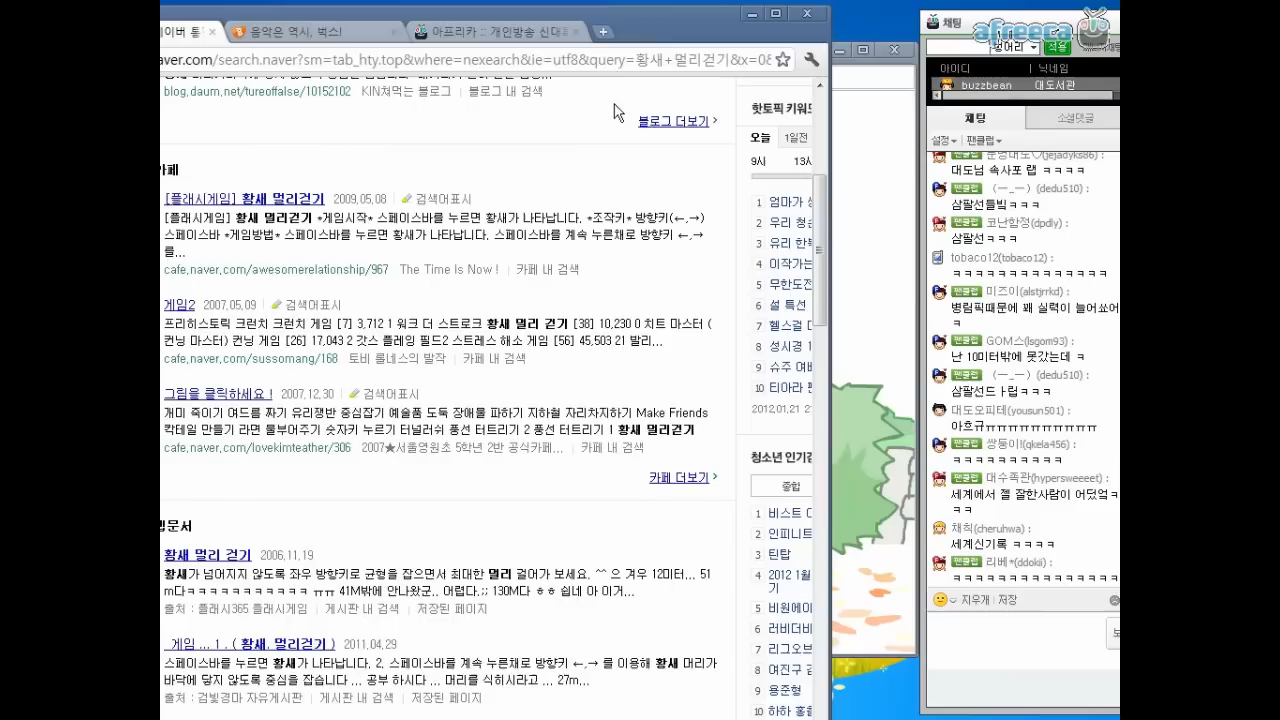 음악은 역시, 벅스!
아프리카 :: 개인방송 신대
aver.com/search.naver?sm=tab_hty.top&where=nexearch&ie=utf8&query=황새+멀리걷기&x=0&
blog.daum.net/tureoffalse/10152102 KIN쳐먹는 블로그 | 블로그 내 검색
블로그 더보기
카페
[플래시게임] 황새 멀리걷기 2009.05.08 | 검색어표시
[플래시게임] 황새 멀리걷기 *게임시작* 스페이스바를 누르면 황새가 나타납니다. *조작키* 방향키(←,→)
스페이스바 *게임방법* 스페이스바를 누르면 황새가 나타납니다. 스페이스바를 계속 누른채로 방향키 ←,→
를...
cafe.naver.com/awesomerelationship/967 The Time Is Now ! | 카페 내 검색
게임2 2007.05.09 | 검색어표시
프리히스토릭 크런치 크런치 게임 [7] 3,712 1 워크 더 스트로크 황새 멀리 걷기 [38] 10,230 0 치트 마스터 (
컨닝 마스터) 컨닝 게임 [26] 17,043 2 갓스 플레잉 필드2 스트레스 해소 게임 [56] 45,503 21 발리...
cafe.naver.com/sussomang/168 토비 롤네스의 발작 | 카페 내 검색
그림을 클릭하세요. 2007.12.30 | 검색어표시
개미 죽이기 여드름 짜기 유리쟁반 중심잡기 예술품 도둑 장애물 피하기 지하철 자리차지하기 Make Friends
칵테일 만들기 라면 물부어주기 숫자키 누르기 터널러쉬 풍선 터트리기 2 풍선 터트리기 1 황새 멀리걷기
cafe.naver.com/lovekimteather/306 2007★서울영원초 5학년 2반 공식카페... | 카페 내 검색
카페 더보기
웹문서
황새 멀리 걷기 2006.11.19
황새가 넘어지지 않도록 좌우 방향키로 균형을 잡으면서 최대한 멀리 걸어가 보세요. ^^ 으 겨우 12미터... 51
m다ㅋㅋㅋㅋㅋㅋㅋㅋㅋㅋㅋ ㅠㅠ 41M밖에 안나왔군.. 어렵다.;; 130M다 ㅎㅎ 쉽네 아 이거...
출처 : 플래시365 플래시게임 | 게시판 내 검색 | 저장된 페이지
게임 ... 1 . ( 황새. 멀리걷기 ) 2011.04.29
스페이스바를 누르면 황새가 나타납니다. 2. 스페이스바를 계속 누른채로 방향키 ←,→ 를 이용해 황새 머리가
바닥에 닿지 않도록 중심을 잡습니다 ... 공부 하시다 ... 머리를 식히시라고 ... 27m...
출처 : 검빛경마 자유게시판 | 게시판 내 검색 | 저장된 페이지
핫토픽 키워드
오늘 1일전
9시 13시
1 엄마가
2 우리
3 유리 한
4 이작가는
5 무한도전
6 설 특선
7 헬스걸
8 성시경
9 슈주
10 티아라
2012.01.21
청소년 인기검
종합
1 비스트
2 인피니트
3 틴탑
4 2012 1월
기
5 비원에이
6 러비더비
7 리그오브
8 여진구
9 용준형
10 하하
채팅
afreeca
벙어리 적용
아이디 | 닉네임
buzzbean 대도서관
채팅 소셜댓글
설정 | 팬클럽
(jejadyks86) :
대도님 속사포 랩 ㅋㅋㅋㅋ
팬클럽 (ㅡ_ㅡ) (dedu510) :
삼팔선들빜ㅋㅋㅋ
팬클럽 코난함정(dpdly) :
삼팔선ㅋㅋㅋ
tobaco12(tobaco12) :
ㅋㅋㅋㅋㅋㅋㅋㅋㅋㅋㅋㅋㅋ
팬클럽 미즈이(alstjrrkd) :
병림픽때문에 꽤 실력이 늘어쏘어
ㅋ
팬클럽 GOM스(lsgom93) :
난 10미터밖에 못갔는데 ㅋ
팬클럽 (ㅡ_ㅡ) (dedu510) :
삼팔선드ㅏ립ㅋㅋㅋ
대도오피테(yousun501) :
아흐규ㅠㅠㅠㅠㅠㅠㅠㅠㅠㅠ
팬클럽 쌍둥이!(qkela456) :
ㅋㅋㅋㅋㅋㅋㅋㅋㅋㅋ
팬클럽 대수족관(hypersweeeet) :
세계에서 젤 잘한사람이 어떴엌ㅋ
ㅋㅋ
채칙(cheruhwa) :
세계신기록 ㅋㅋㅋㅋ
팬클럽 리베*(ddokii) :
ㅋㅋㅋㅋㅋㅋㅋㅋㅋㅋㅋㅋㅋㅋ
지우개 | 저장